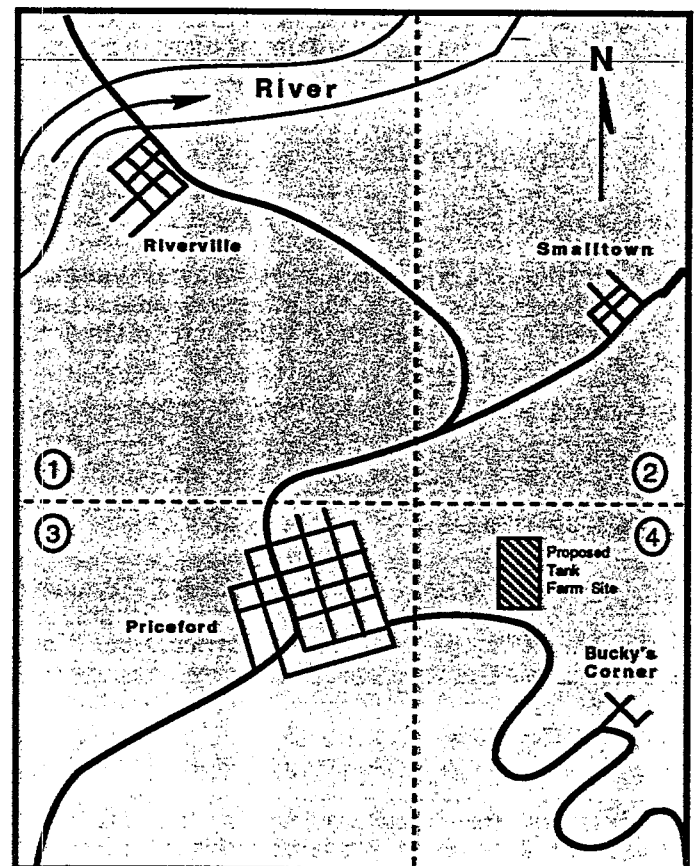 River
N
Riverville
Smalltown
1
2
3
4
Proposed
Tank
Farm Site
Priceford
Bucky's
Corner